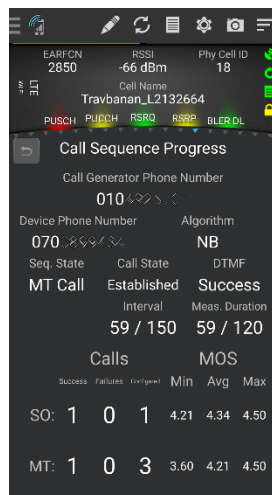 EARFCN RSSI Phy Cell ID
2850 -66 dBm 18
LTE
Cell Name
Travbanan_L2132664
PUSCH PUCCH RSRQ RSRP BLER DL
Call Sequence Progress
Call Generator Phone Number
010
Device Phone Number Algorithm
070 NB
Seq. State Call State DTMF
MT Call Established Success
Interval Meas. Duration
59 / 150 59 / 120
Calls MOS
Success Failures Configured Min Avg Max
SO: 1 0 1 4.21 4.34 4.50
MT: 1 0 3 3.60 4.21 4.50